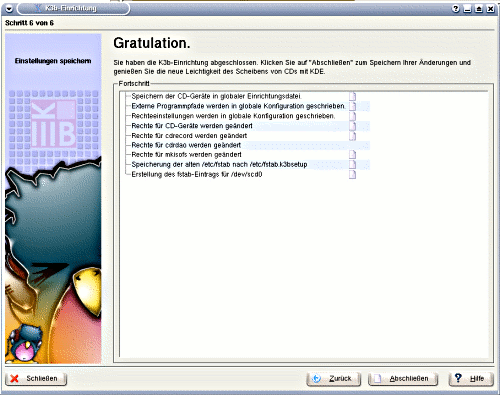 K3b-Einrichtung
Schritt 6 von 6
Einstellungen speichern
K
B
Gratulation.
Sie haben die K3b-Einrichtung abgeschlossen. Klicken Sie auf "Abschließen" zum Speichern Ihrer Änderungen und
genießen Sie die neue Leichtigkeit des Scheibens von CDs mit KDE.
Fortschritt
Speichern der CD-Geräte in globaler Einrichtungsdatei.
Externe Programmpfade werden in globale Konfiguration geschrieben.
Rechteeinstellungen werden in globale Konfiguration geschrieben.
Rechte für CD-Geräte werden geändert
Rechte für cdrecord werden geändert
Rechte für cdrdao werden geändert
Rechte für mkisofs werden geändert
Speicherung der alten /etc/fstab nach /etc/fstab.k3bsetup
Erstellung des fstab-Eintrags für /dev/scd0
Schließen
Zurück
Abschließen
? Hilfe